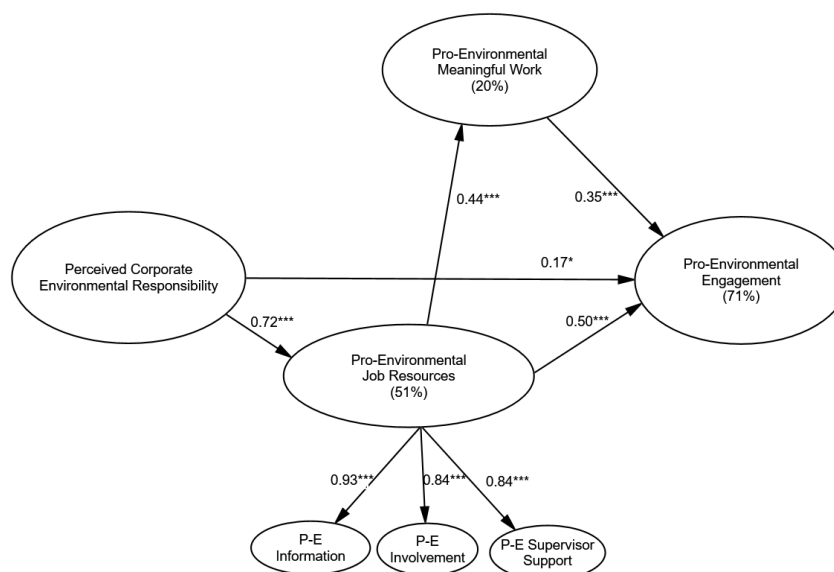 Pro-Environmental
Meaningful Work
(20%)
0.44***
0.35***
Perceived Corporate
Environmental Responsibility
0.17*
Pro-Environmental
Engagement
(71%)
0.72***
0.50***
Pro-Environmental
Job Resources
(51%)
0.93***
0.84***
0.84***
P-E
Information
P-E
Involvement
P-E Supervisor
Support